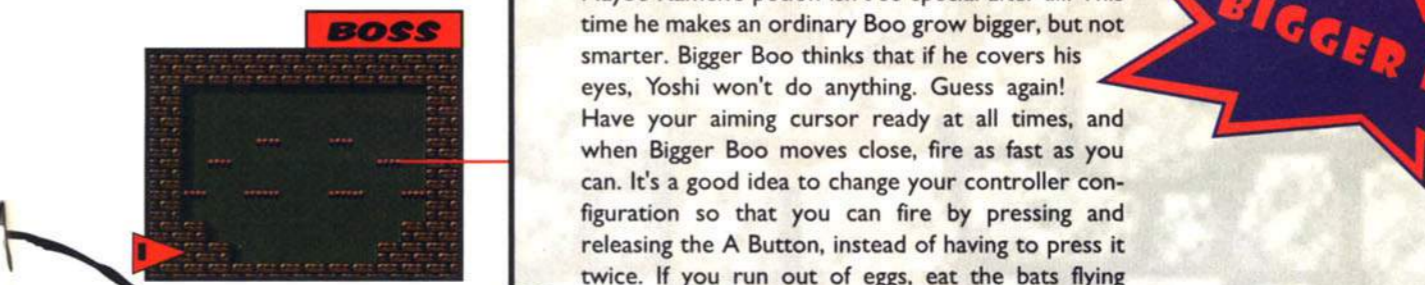 BOSS
time he makes an ordinary Boo grow bigger, but not
smarter. Bigger Boo thinks that if he covers his
eyes, Yoshi won't do anything. Guess again!
Have your aiming cursor ready at all times, and
when Bigger Boo moves close, fire as fast as you
can. It's a good idea to change your controller con-
figuration so that you can fire by pressing and
releasing the A Button, instead of having to press it
twice. If you run out of eggs, eat the bats flying
BIGGER